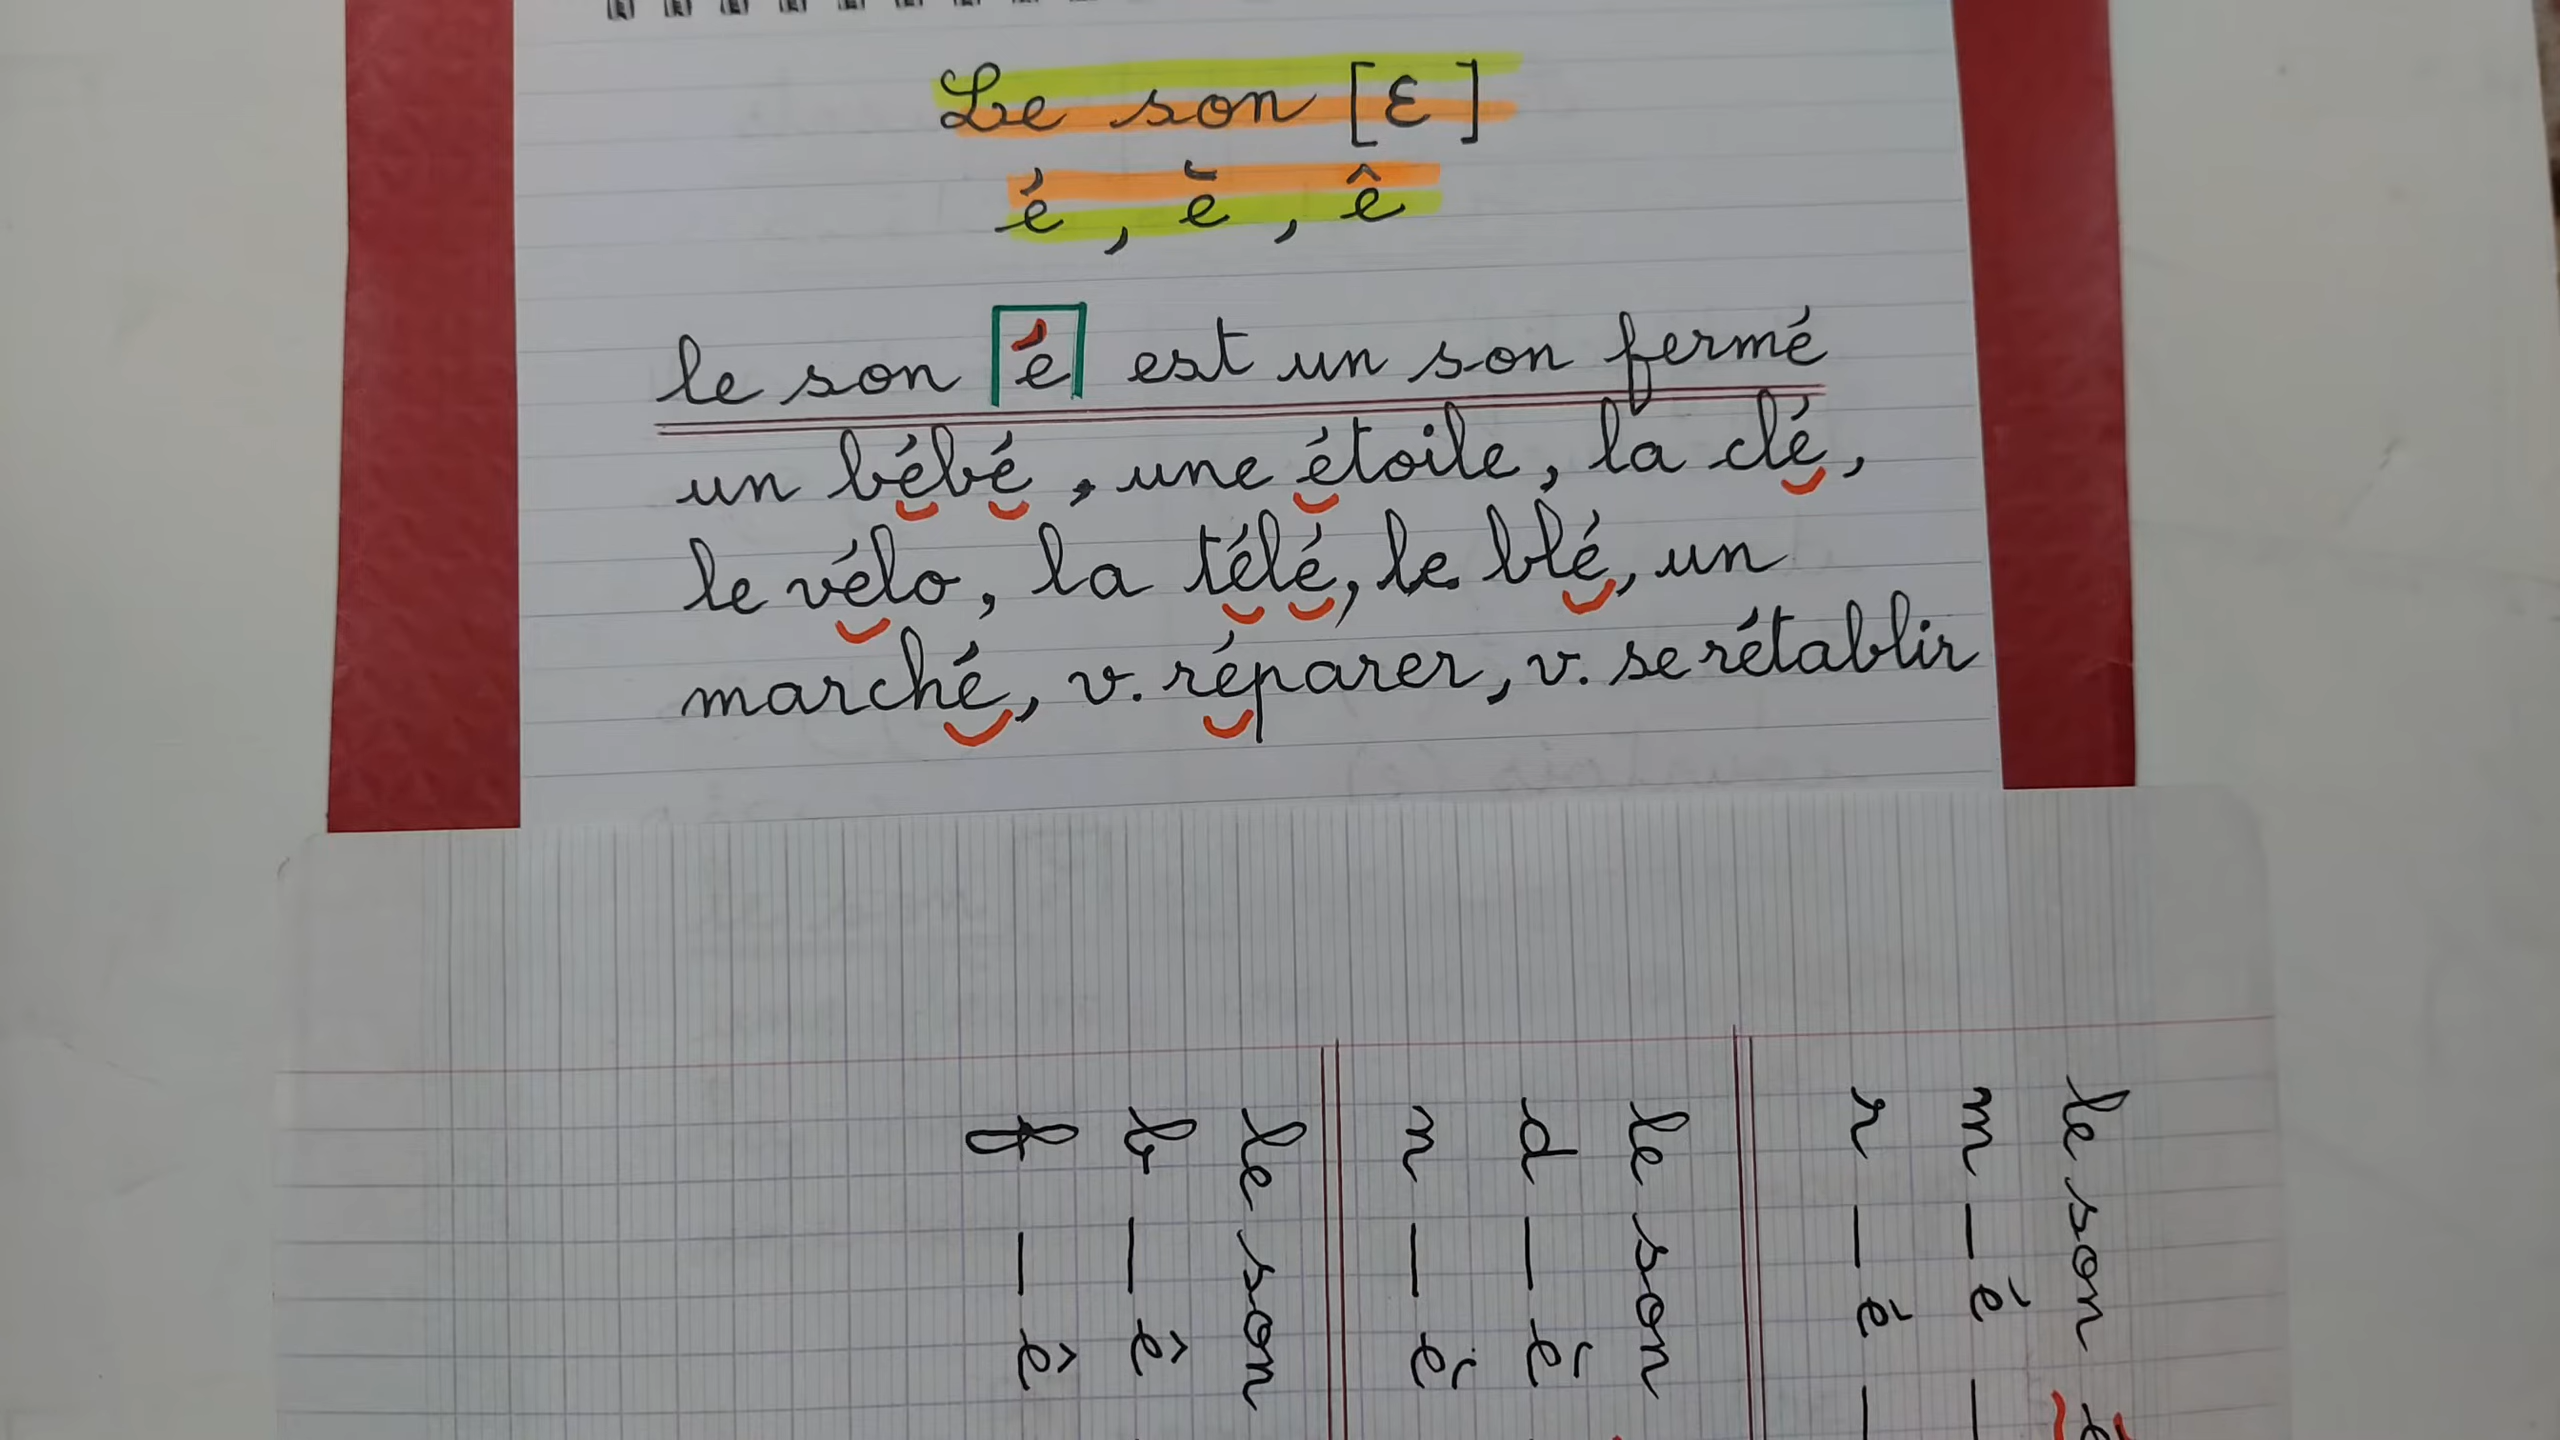 Le son [ɛ]
é, è, ê
le son é est un son fermé
un bébé, une étoile, la clé,
le vélo, la télé, le blé, un
marché, v. réparer, v. se rétablir
le son é
m — é —
r — é —
le son
d — è
n — è
le son
b — ê
f — ê